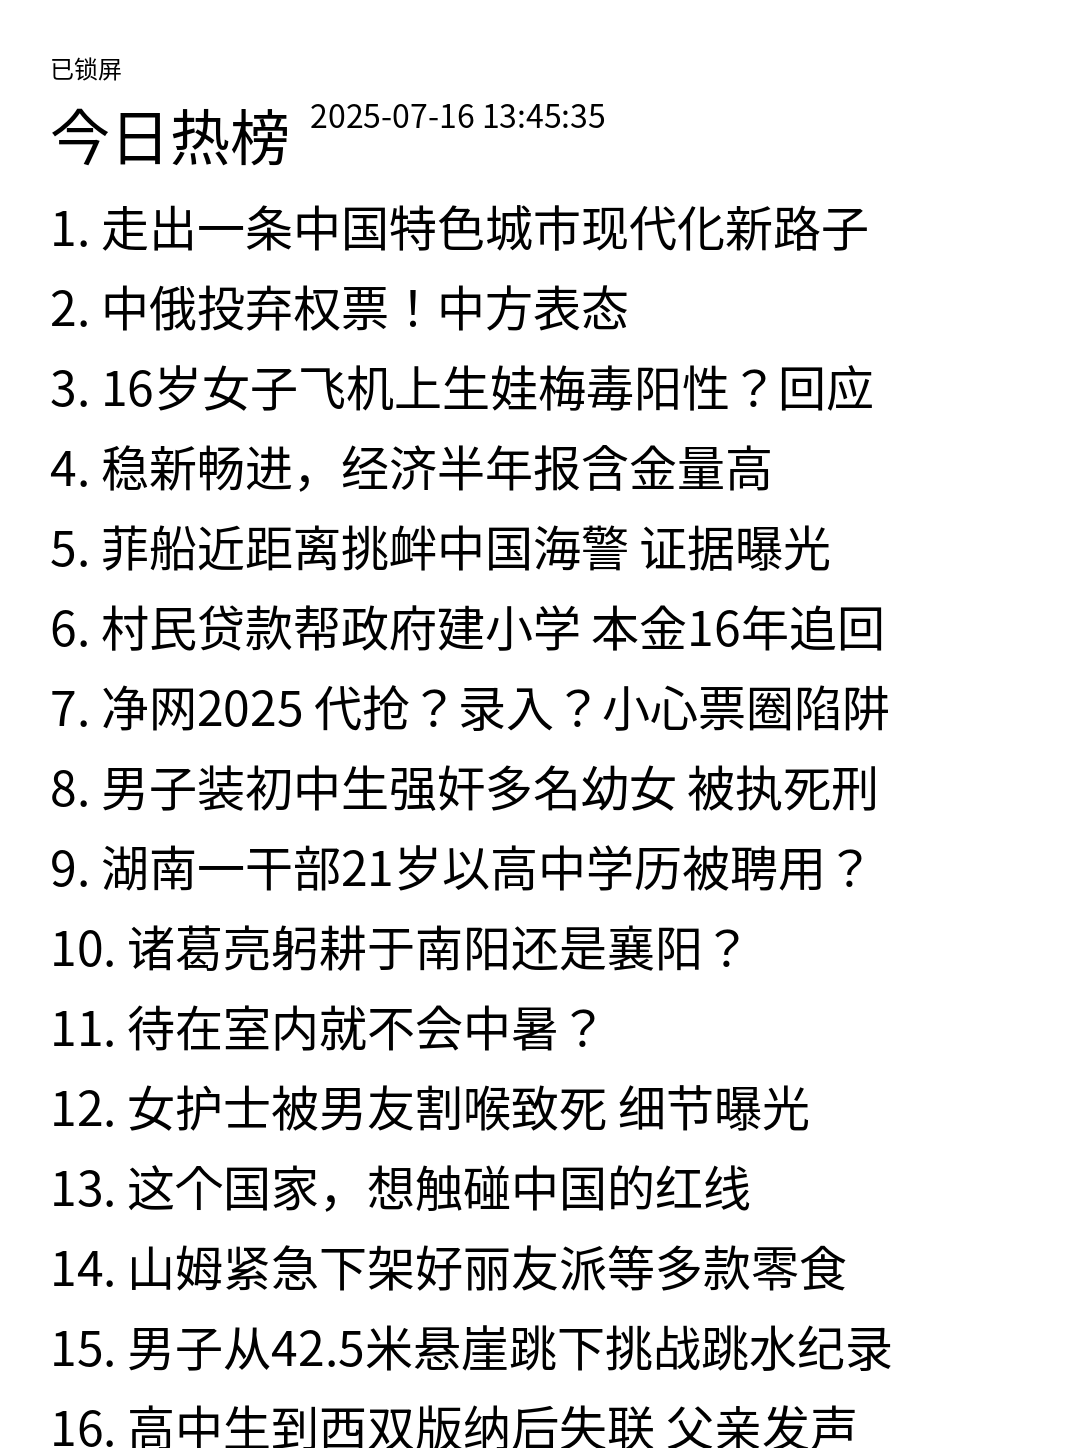 已锁屏
今日热榜 2025-07-16 13:45:35
1. 走出一条中国特色城市现代化新路子
2. 中俄投弃权票！中方表态
3. 16岁女子飞机上生娃梅毒阳性？回应
4. 稳新畅进，经济半年报含金量高
5. 菲船近距离挑衅中国海警 证据曝光
6. 村民贷款帮政府建小学 本金16年追回
7. 净网2025 代抢？录入？小心票圈陷阱
8. 男子装初中生强奸多名幼女 被执死刑
9. 湖南一干部21岁以高中学历被聘用？
10. 诸葛亮躬耕于南阳还是襄阳？
11. 待在室内就不会中暑？
12. 女护士被男友割喉致死 细节曝光
13. 这个国家，想触碰中国的红线
14. 山姆紧急下架好丽友派等多款零食
15. 男子从42.5米悬崖跳下挑战跳水纪录
16. 高中生到西双版纳后失联 父亲发声